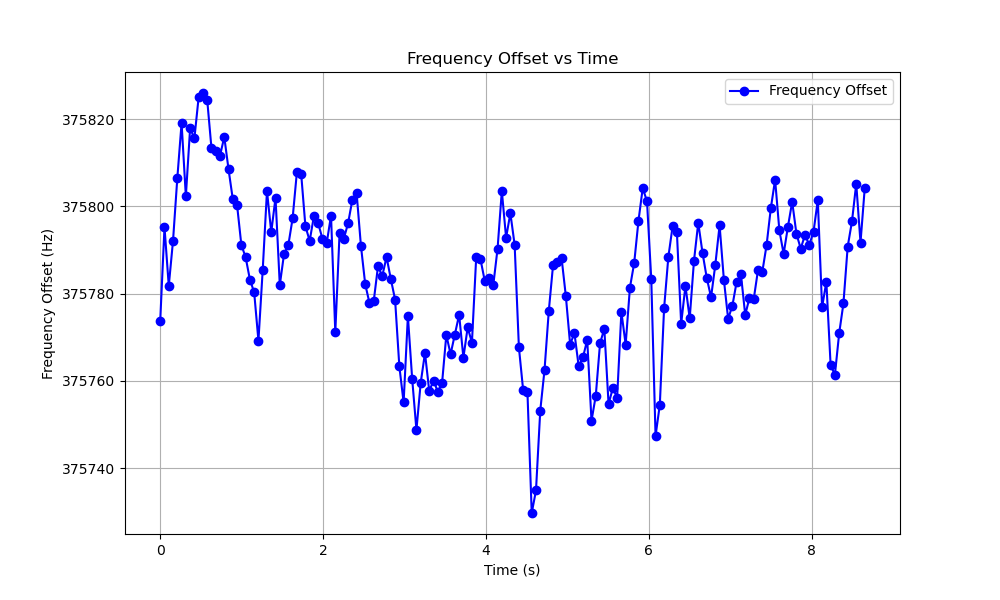 Frequency Offset vs Time
Frequency Offset
375820
375800
375780
375760
375740
Frequency Offset (Hz)
0 2 4 6 8
Time (s)